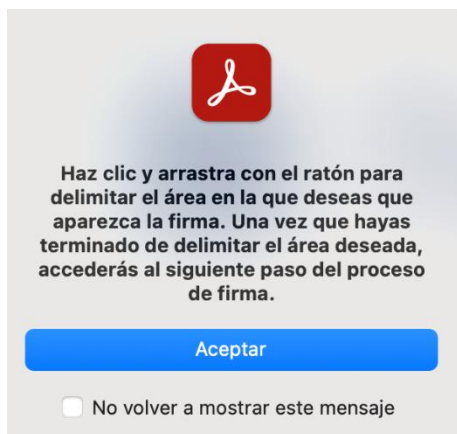 Haz clic y arrastra con el ratón para
delimitar el área en la que deseas que
aparezca la firma. Una vez que hayas
terminado de delimitar el área deseada,
accederás al siguiente paso del proceso
de firma.
Aceptar
No volver a mostrar este mensaje